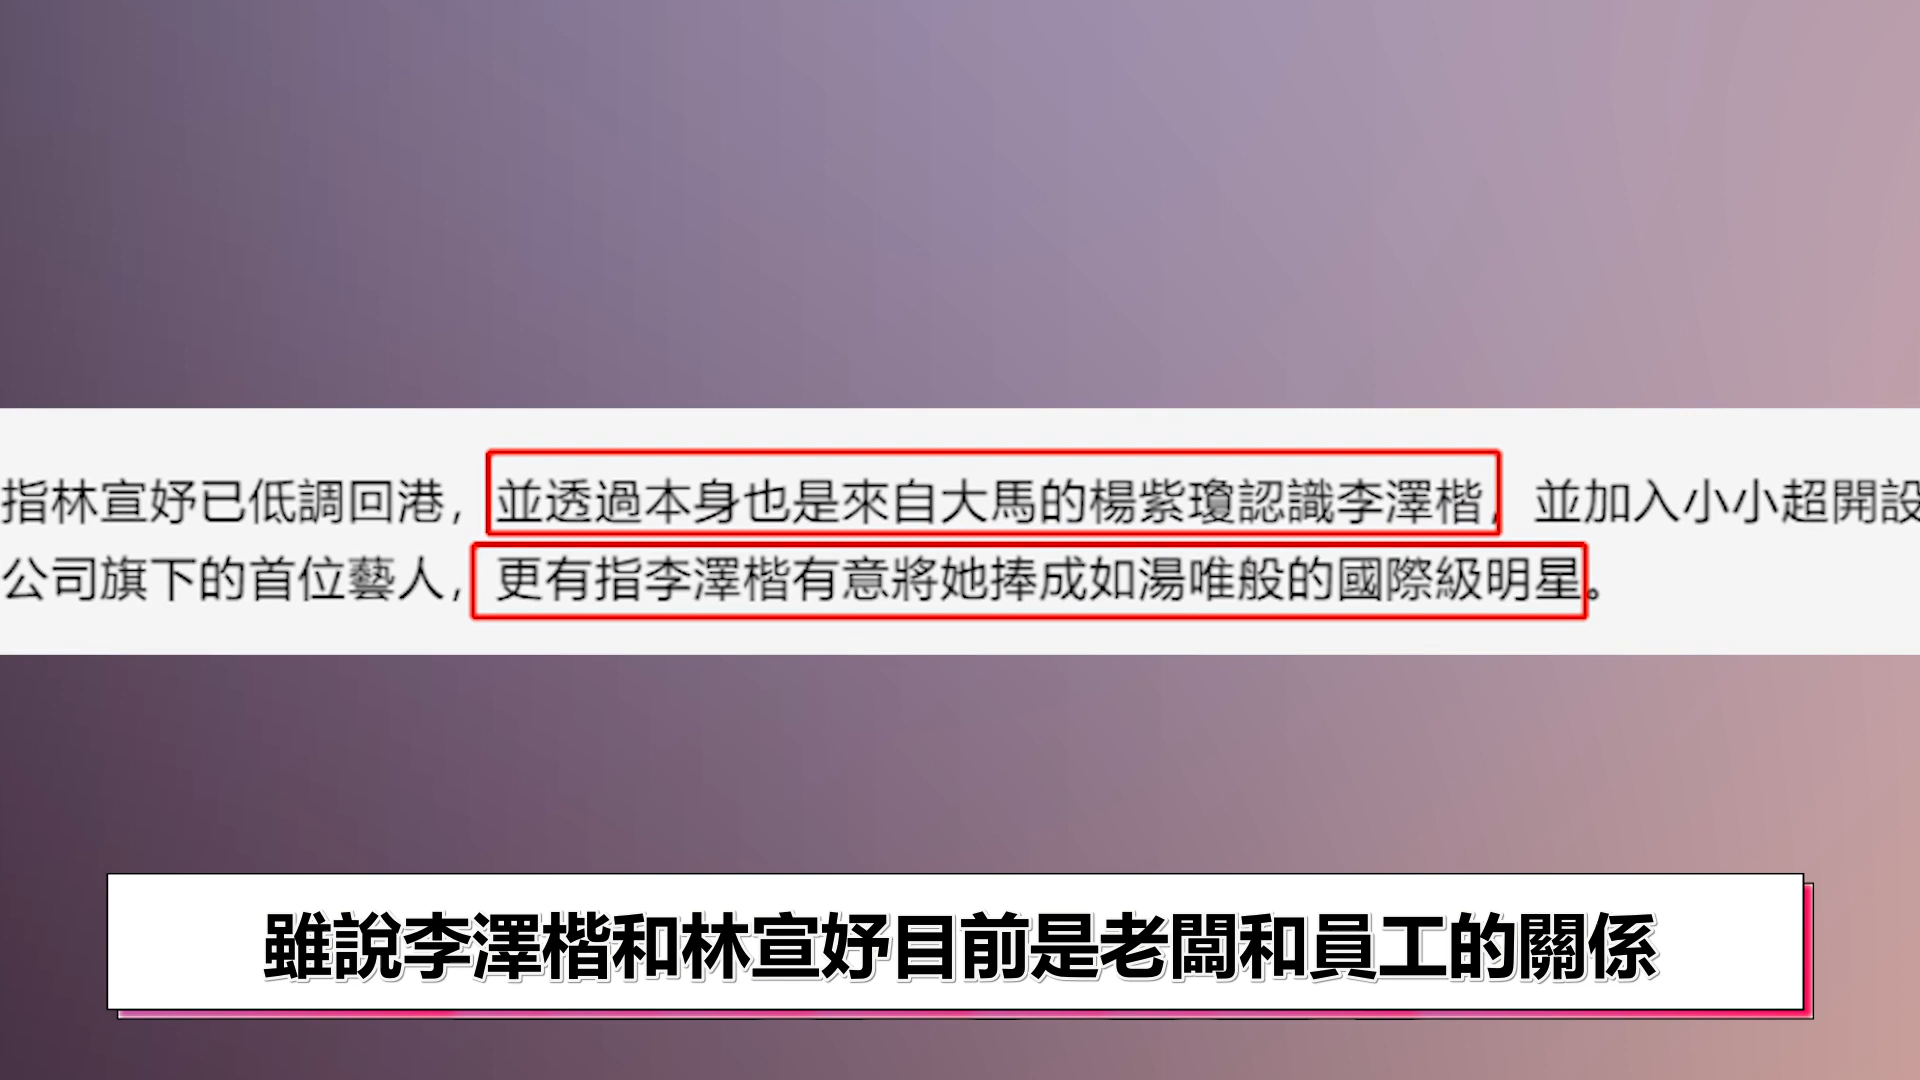 指林宣妤已低調回港，並透過本身也是來自大馬的楊紫瓊認識李澤楷，並加入小小超開設
公司旗下的首位藝人，更有指李澤楷有意將她捧成如湯唯般的國際級明星。
雖說李澤楷和林宣妤目前是老闆和員工的關係